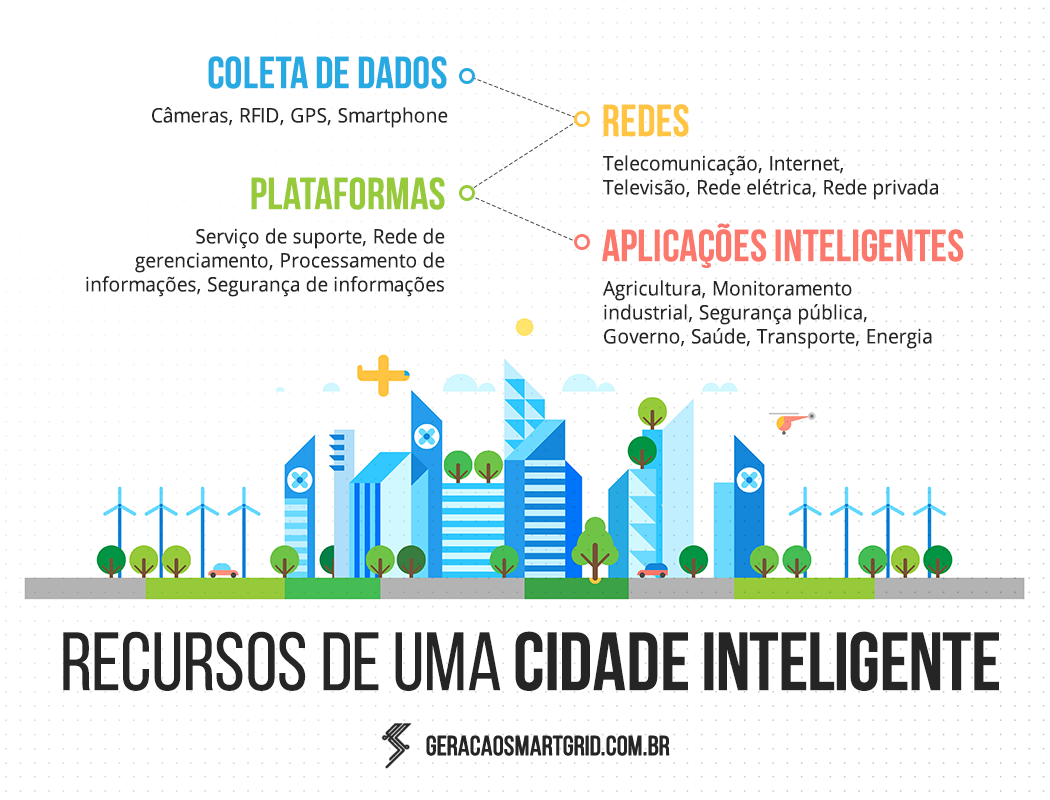 COLETA DE DADOS
Câmeras, RFID, GPS, Smartphone
REDES
Telecomunicação, Internet,
Televisão, Rede elétrica, Rede privada
PLATAFORMAS
Serviço de suporte, Rede de
gerenciamento, Processamento de
informações, Segurança de informações
APLICAÇÕES INTELIGENTES
Agricultura, Monitoramento
industrial, Segurança pública,
Governo, Saúde, Transporte, Energia
RECURSOS DE UMA CIDADE INTELIGENTE
GERACAOSMARTGRID.COM.BR